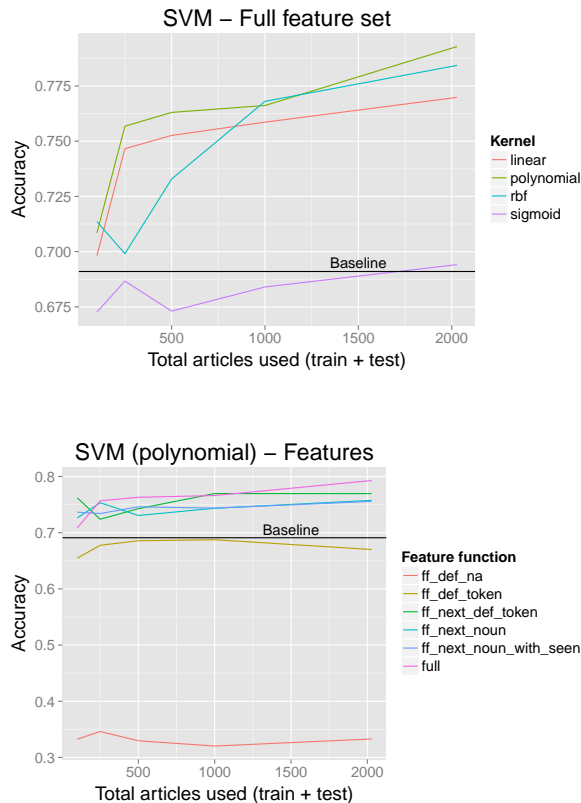 SVM – Full feature set
Accuracy
0.775
0.750
0.725
0.700
0.675
Baseline
500
1000
1500
2000
Total articles used (train + test)
Kernel
linear
polynomial
rbf
sigmoid
SVM (polynomial) – Features
Accuracy
0.8
0.7
0.6
0.5
0.4
0.3
Baseline
500
1000
1500
2000
Total articles used (train + test)
Feature function
ff_def_na
ff_def_token
ff_next_def_token
ff_next_noun
ff_next_noun_with_seen
full